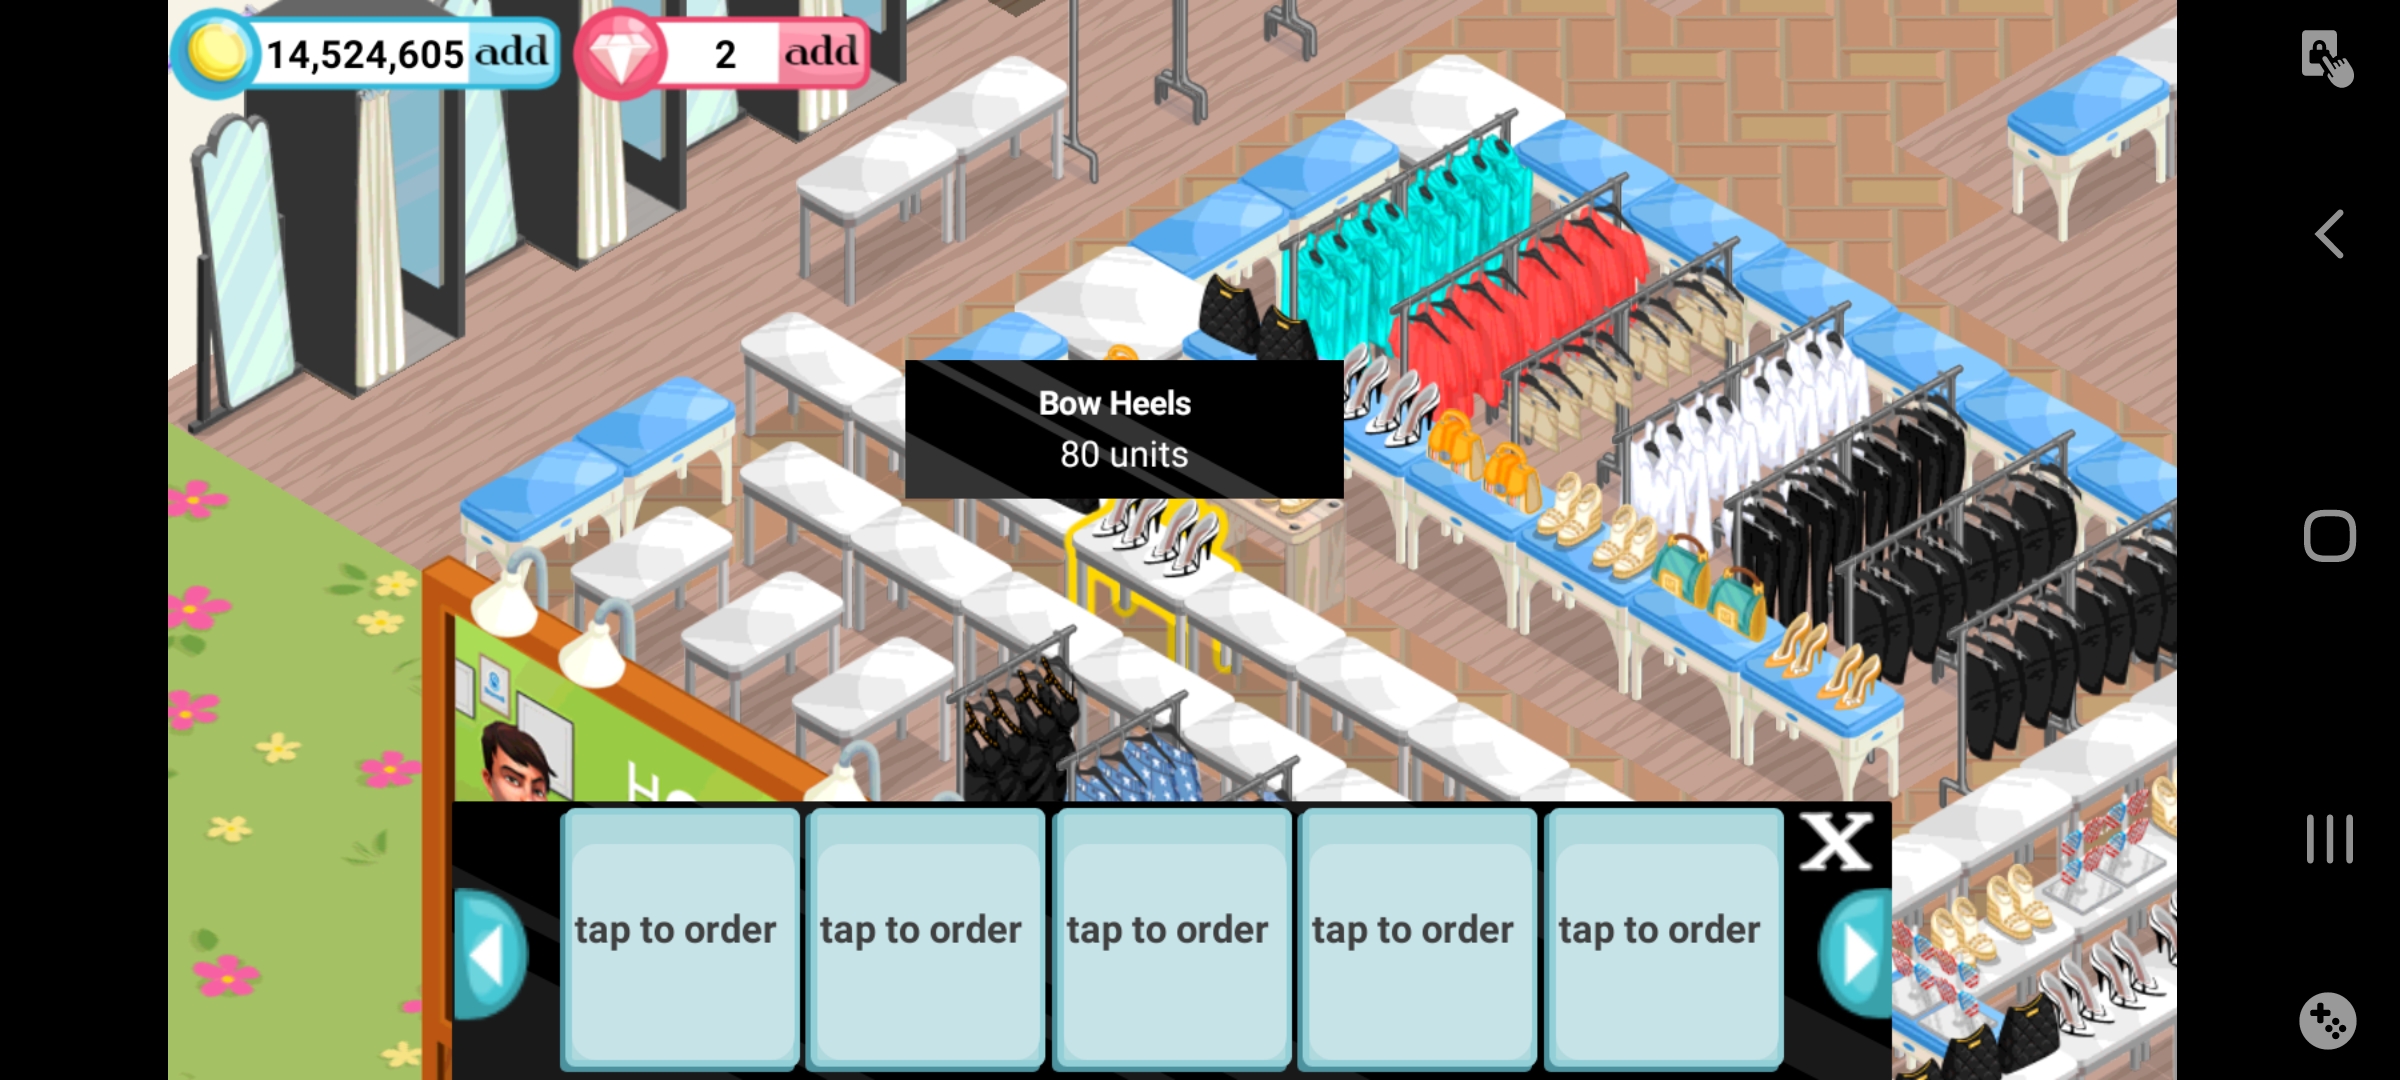 14,524,605 add
2 add
Bow Heels
80 units
X
tap to order
tap to order
tap to order
tap to order
tap to order